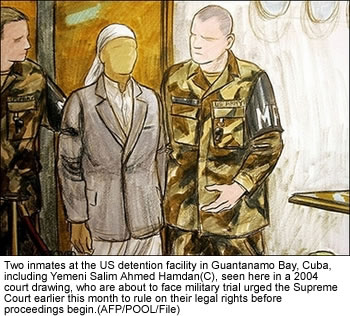 US ARMY
MP
Two inmates at the US detention facility in Guantanamo Bay, Cuba,
including Yemeni Salim Ahmed Hamdan(C), seen here in a 2004
court drawing, who are about to face military trial urged the Supreme
Court earlier this month to rule on their legal rights before
proceedings begin.(AFP/POOL/File)